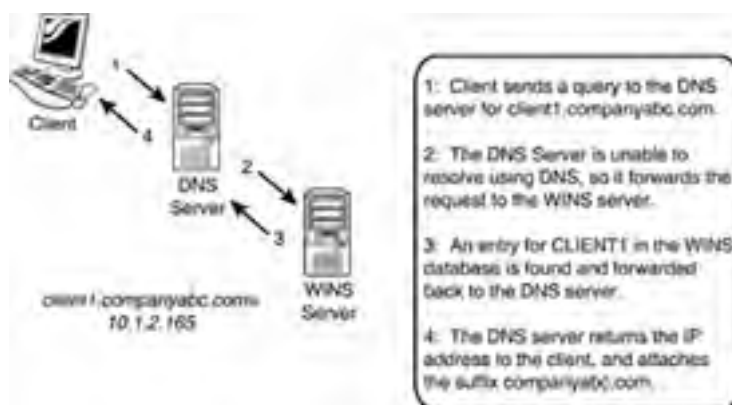 1
4
Client
DNS
Server
2
3
WINS
Server
client1.companyabc.com=
10.1.2.165
1: Client sends a query to the DNS
server for client1.companyabc.com.
2: The DNS Server is unable to
resolve using DNS, so it forwards the
request to the WINS server.
3: An entry for CLIENT1 in the WINS
database is found and forwarded
back to the DNS server.
4: The DNS server returns the IP
address to the client, and attaches
the suffix companyabc.com.